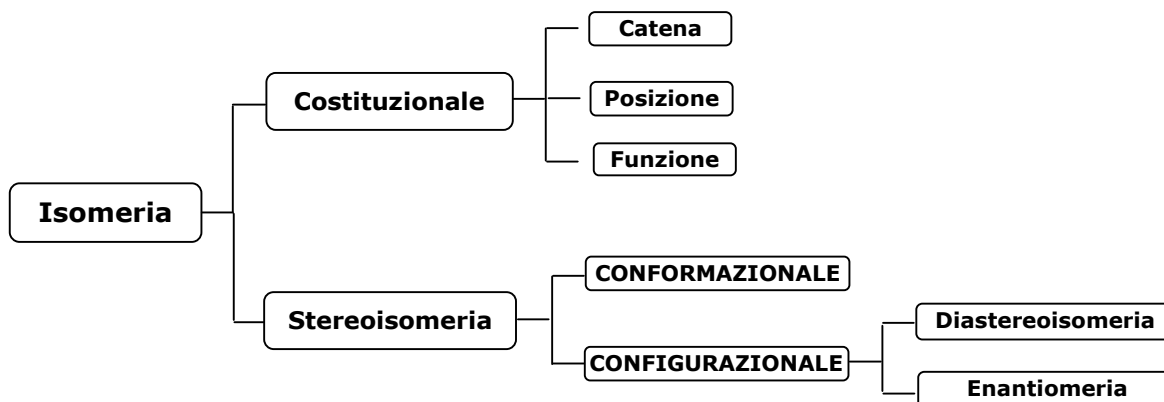 Isomeria
Costituzionale
Catena
Posizione
Funzione
Stereoisomeria
CONFORMAZIONALE
CONFIGURAZIONALE
Diastereoisomeria
Enantiomeria